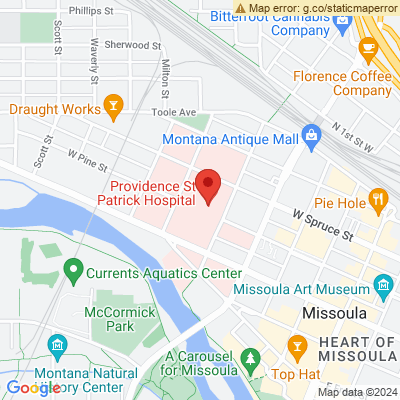 Map error: g.co/staticmaperror
Phillips St
Bitterroot Cannabis
Company
Scott St
Waverly St
Sherwood St
Milton St
Florence Coffee
Company
Draught Works
Toole Ave
N 1st St W
Montana Antique Mall
Scott St
W Pine St
Providence St
Patrick Hospital
Pie Hole
W Spruce St
Currents Aquatics Center
Missoula Art Museum
McCormick
Park
Missoula
HEART OF
MISSOULA
A Carousel
for Missoula
Top Hat
Montana Natural
History Center
Google
Map data ©2024